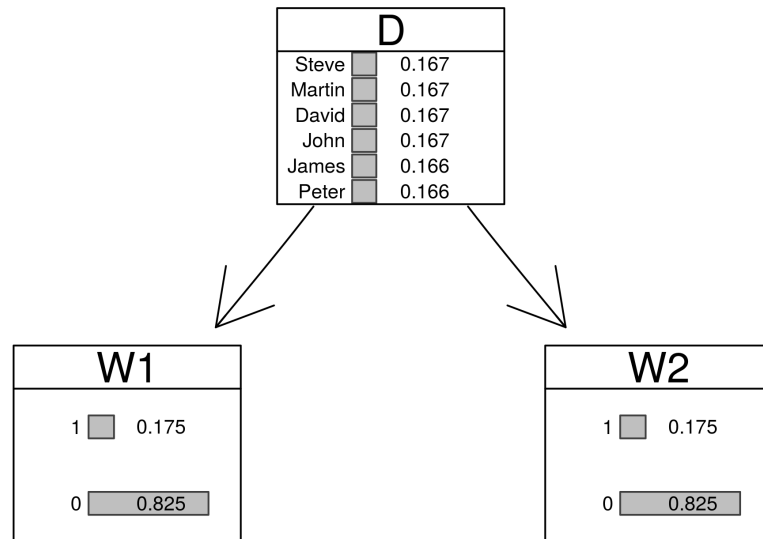 D
Steve 0.167
Martin 0.167
David 0.167
John 0.167
James 0.166
Peter 0.166
W1
1 0.175
0 0.825
W2
1 0.175
0 0.825